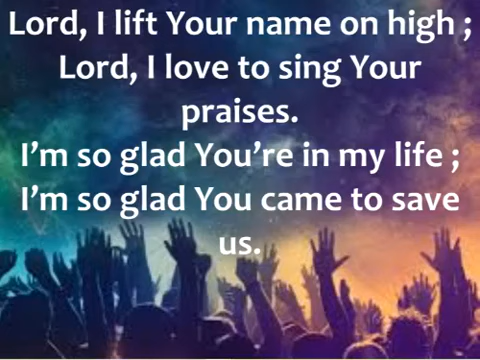 Lord, I lift Your name on high ;
Lord, I love to sing Your
praises.
I’m so glad You’re in my life ;
I’m so glad You came to save
us.